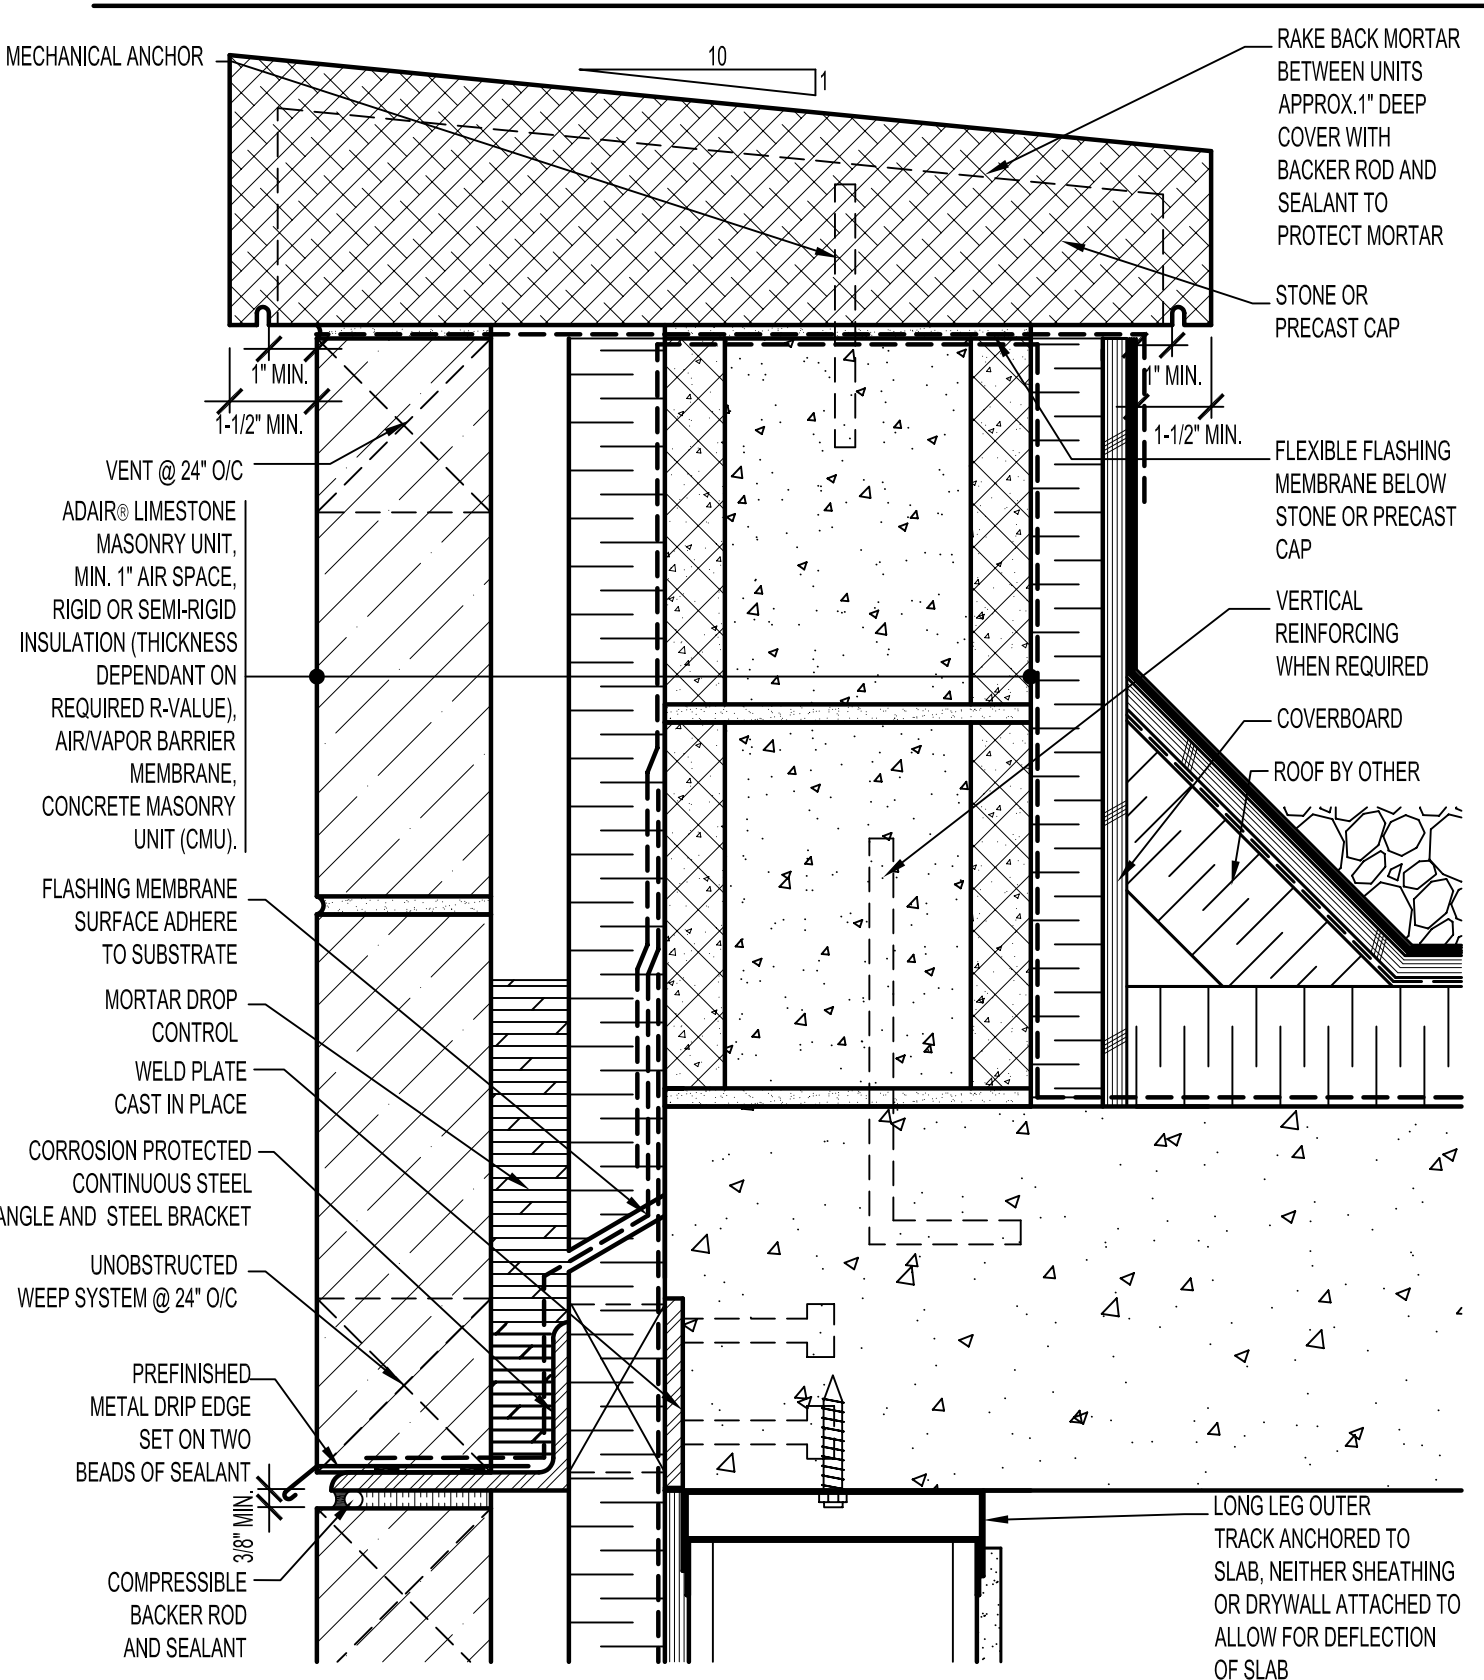 MECHANICAL ANCHOR
10
1
RAKE BACK MORTAR
BETWEEN UNITS
APPROX.1" DEEP
COVER WITH
BACKER ROD AND
SEALANT TO
PROTECT MORTAR
STONE OR
PRECAST CAP
1" MIN.
1-1/2" MIN.
1" MIN.
1-1/2" MIN.
VENT @ 24" O/C
ADAIR® LIMESTONE
MASONRY UNIT,
MIN. 1" AIR SPACE,
RIGID OR SEMI-RIGID
INSULATION (THICKNESS
DEPENDANT ON
REQUIRED R-VALUE),
AIR/VAPOR BARRIER
MEMBRANE,
CONCRETE MASONRY
UNIT (CMU).
FLEXIBLE FLASHING
MEMBRANE BELOW
STONE OR PRECAST
CAP
VERTICAL
REINFORCING
WHEN REQUIRED
COVERBOARD
ROOF BY OTHER
FLASHING MEMBRANE
SURFACE ADHERE
TO SUBSTRATE
MORTAR DROP
CONTROL
WELD PLATE
CAST IN PLACE
CORROSION PROTECTED
CONTINUOUS STEEL
ANGLE AND STEEL BRACKET
UNOBSTRUCTED
WEEP SYSTEM @ 24" O/C
PREFINISHED
METAL DRIP EDGE
SET ON TWO
BEADS OF SEALANT
3/8" MIN.
COMPRESSIBLE
BACKER ROD
AND SEALANT
LONG LEG OUTER
TRACK ANCHORED TO
SLAB, NEITHER SHEATHING
OR DRYWALL ATTACHED TO
ALLOW FOR DEFLECTION
OF SLAB